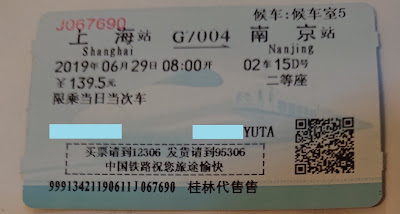 候车:候车室5
J067690
上海站 G7004 南京站
Shanghai Nanjing
2019年06月29日08:00开 02车15D号
￥139.5元 二等座
限乘当日当次车
YUTA
买票请到12306 发货请到95306
中国铁路祝您旅途愉快
9991342119061​1J067690 桂林代售售